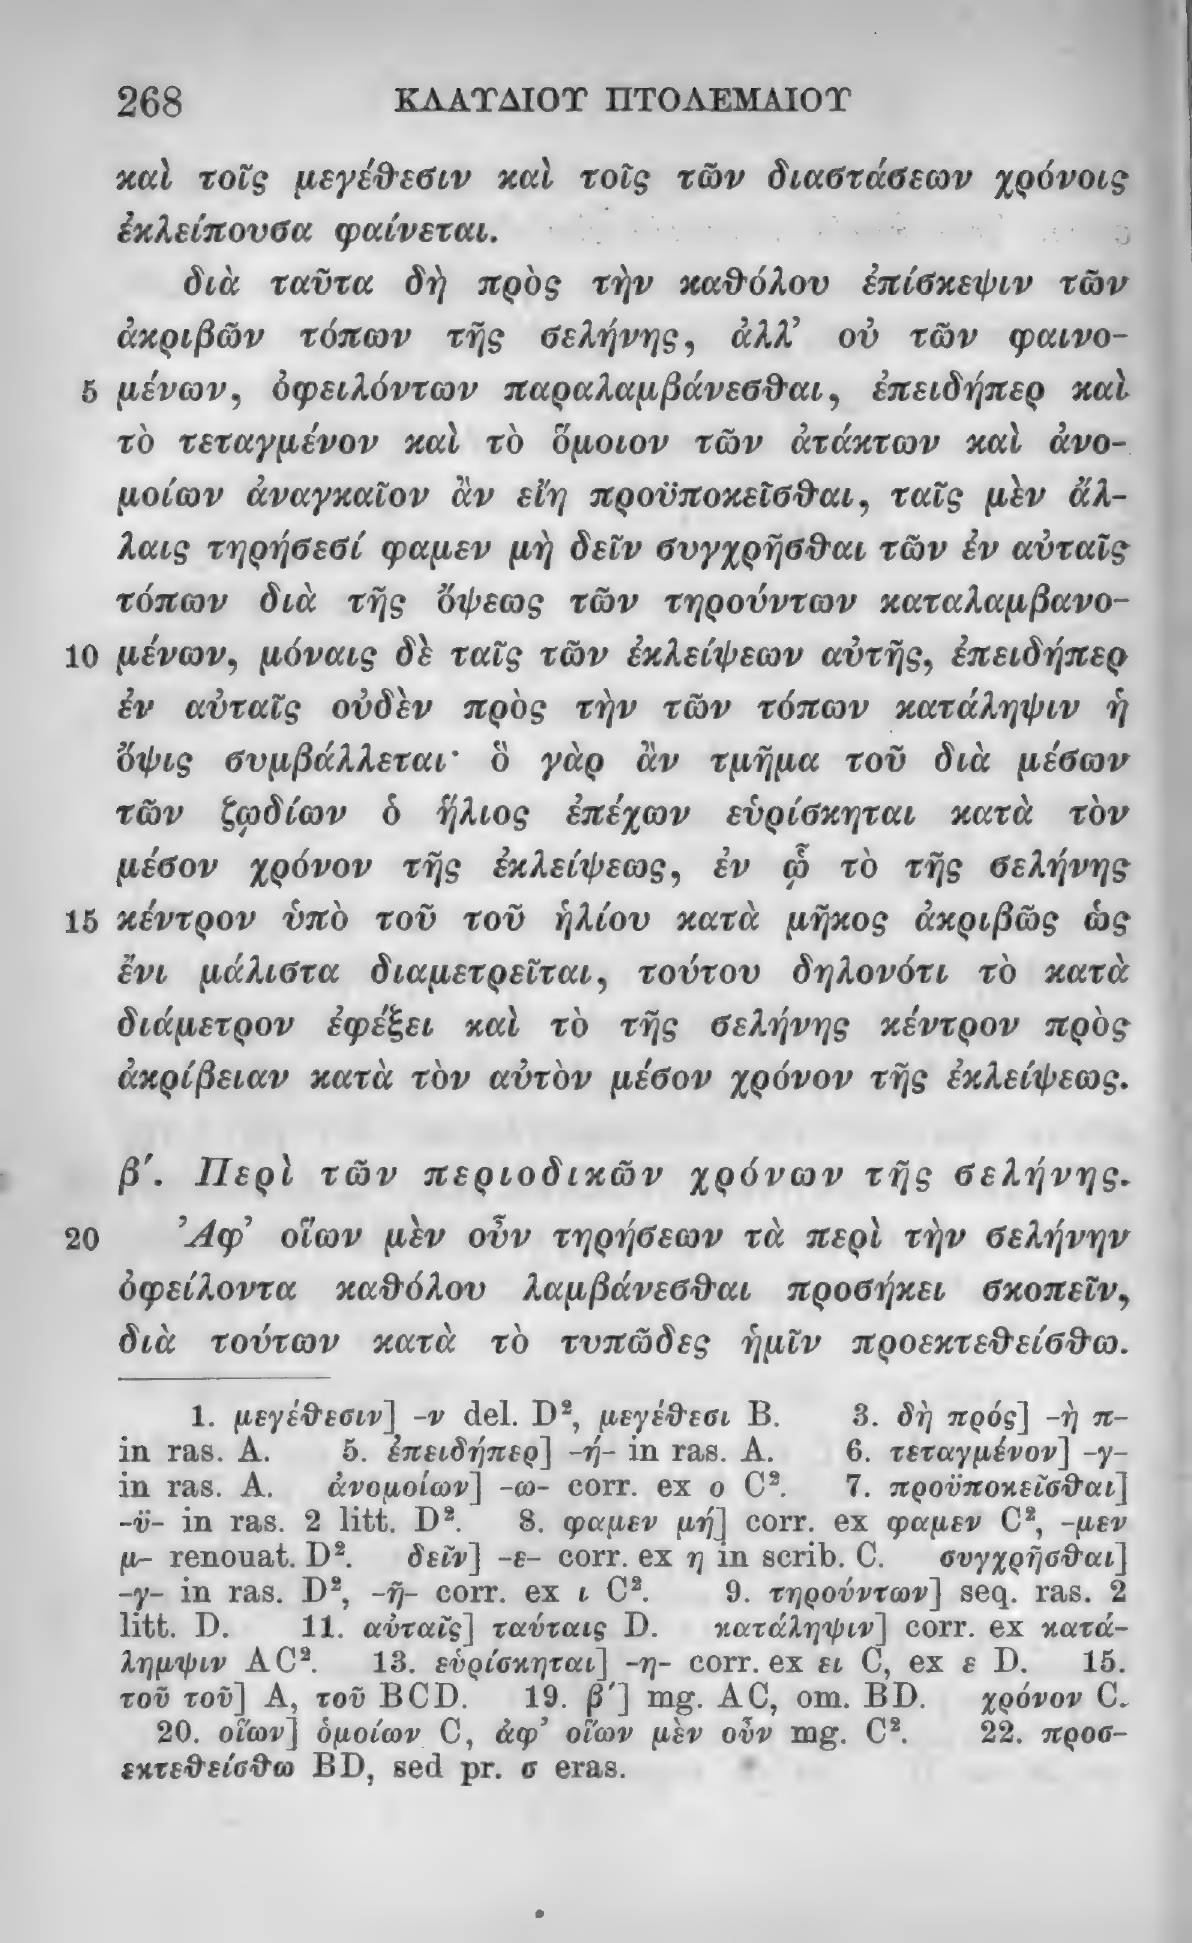 268 ΚΛΑΥΔΙΟΥ ΠΤΟΛΕΜΑΙΟΥ
καὶ τοῖς μεγέθεσιν καὶ τοῖς τῶν διαστάσεων χρόνοις
ἐκλείπουσα φαίνεται.
διὰ ταῦτα δὴ πρὸς τὴν καθόλου ἐπίσκεψιν τῶν
ἀκριβῶν τόπων τῆς σελήνης, ἀλλ’ οὐ τῶν φαινο-
5 μένων, ὀφειλόντων παραλαμβάνεσθαι, ἐπειδήπερ καὶ
τὸ τεταγμένον καὶ τὸ ὅμοιον τῶν ἀτάκτων καὶ ἀνο-
μοίων ἀναγκαῖον ἂν εἴη προϋποκεῖσθαι, ταῖς μὲν ἄλ-
λαις τηρήσεσί φαμεν μὴ δεῖν συγχρῆσθαι τῶν ἐν αὐταῖς
τόπων διὰ τῆς ὄψεως τῶν τηρούντων καταλαμβανο-
10 μένων, μόναις δὲ ταῖς τῶν ἐκλείψεων αὐτῆς, ἐπειδήπερ
ἐν αὐταῖς οὐδὲν πρὸς τὴν τῶν τόπων κατάληψιν ἡ
ὄψις συμβάλλεται· ὃ γὰρ ἂν τμῆμα τοῦ διὰ μέσων
τῶν ζῳδίων ὁ ἥλιος ἐπέχων εὑρίσκηται κατὰ τὸν
μέσον χρόνον τῆς ἐκλείψεως, ἐν ᾧ τὸ τῆς σελήνης
15 κέντρον ὑπὸ τοῦ τοῦ ἡλίου κατὰ μῆκος ἀκριβῶς ὡς
ἔνι μάλιστα διαμετρεῖται, τούτου δηλονότι τὸ κατὰ
διάμετρον ἐφέξει καὶ τὸ τῆς σελήνης κέντρον πρὸς
ἀκρίβειαν κατὰ τὸν αὐτὸν μέσον χρόνον τῆς ἐκλείψεως.
β′. Περὶ τῶν περιοδικῶν χρόνων τῆς σελήνης.
20 Ἀφ’ οἵων μὲν οὖν τηρήσεων τὰ περὶ τὴν σελήνην
ὀφείλοντα καθόλου λαμβάνεσθαι προσήκει σκοπεῖν,
διὰ τούτων κατὰ τὸ τυπῶδες ἡμῖν προεκτεθείσθω.
1. μεγέθεσιν] -ν del. D², μεγέθεσι B. 3. δὴ πρός] -ὴ π-
in ras. A. 5. ἐπειδήπερ] -ή- in ras. A. 6. τεταγμένον] -γ-
in ras. A. ἀνομοίων] -ω- corr. ex ο C². 7. προϋποκεῖσθαι]
-ϋ- in ras. 2 litt. D². 8. φαμεν μή] corr. ex φαμεν C², -μεν
μ- renouat. D². δεῖν] -ε- corr. ex η in scrib. C. συγχρῆσθαι]
-γ- in ras. D², -ῆ- corr. ex ι C². 9. τηρούντων] seq. ras. 2
litt. D. 11. αὐταῖς] ταύταις D. κατάληψιν] corr. ex κατά-
λημψιν AC². 13. εὑρίσκηται] -η- corr. ex ει C, ex ε D. 15.
τοῦ τοῦ] A, τοῦ BCD. 19. β′] mg. AC, om. BD. χρόνον C.
20. οἵων] ὁμοίων C, ἀφ’ οἵων μὲν οὖν mg. C². 22. προσ-
εκτεθείσθω BD, sed pr. σ eras.